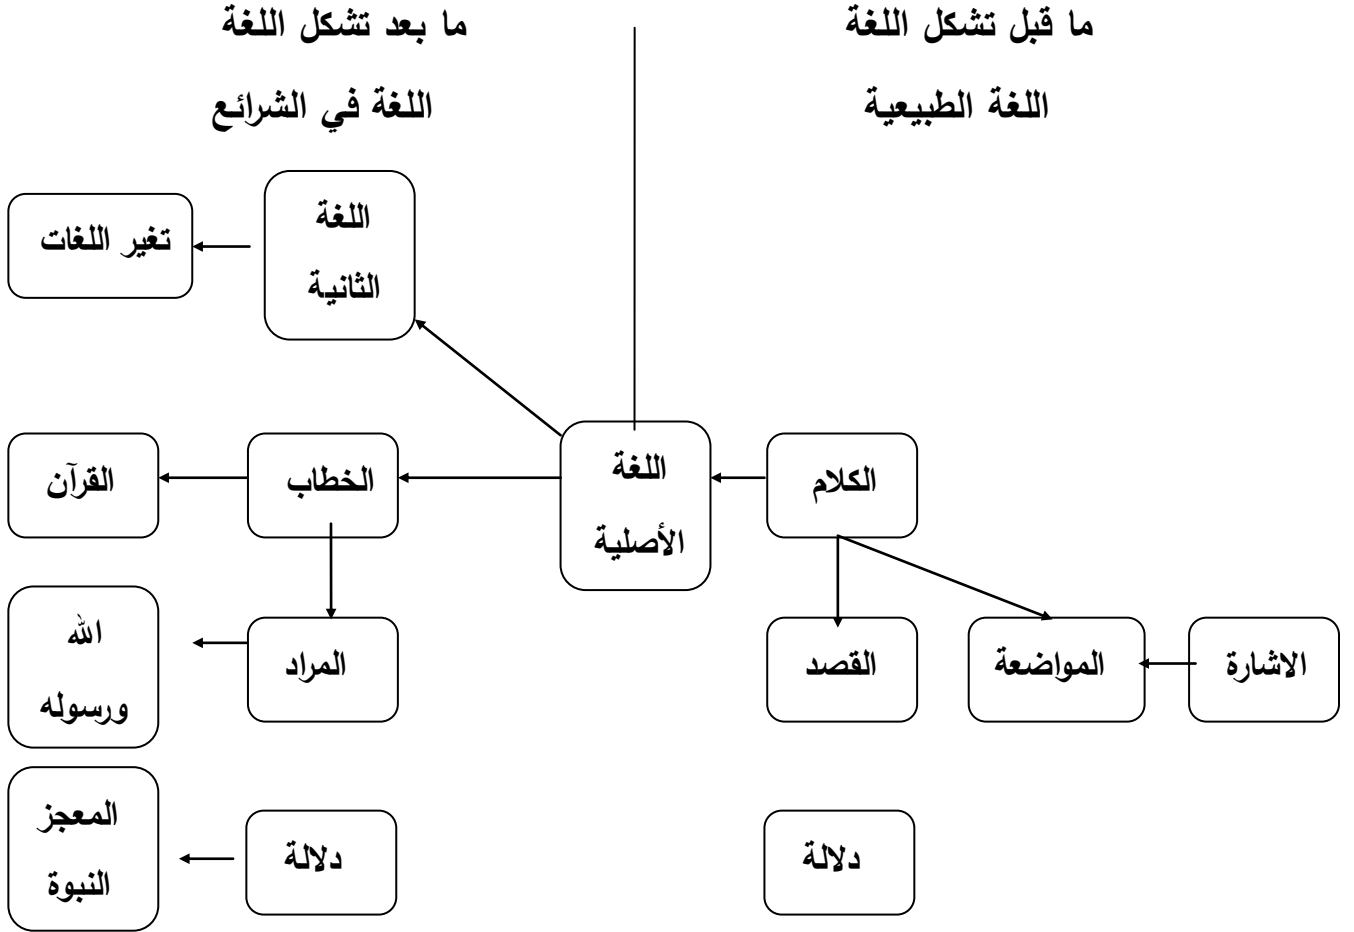 ما قبل تشكل اللغة
ما بعد تشكل اللغة
اللغة الطبيعية
اللغة في الشرائع
اللغة
الثانية
تغير اللغات
الكلام
اللغة
الأصلية
الخطاب
القرآن
الاشارة
المواضعة
القصد
المراد
الله
ورسوله
دلالة
دلالة
المعجز
النبوة